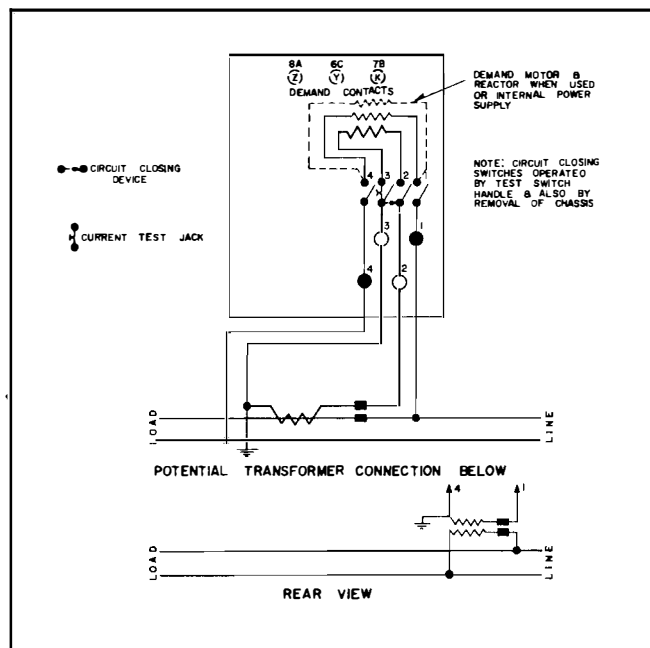 8A 6C 7B
Z Y K
DEMAND CONTACTS
DEMAND MOTOR &
REACTOR WHEN USED
OR INTERNAL POWER
SUPPLY
CIRCUIT CLOSING
DEVICE
4 3 2 1
NOTE: CIRCUIT CLOSING
SWITCHES OPERATED
BY TEST SWITCH
HANDLE & ALSO BY
REMOVAL OF CHASSIS
CURRENT TEST JACK
3 1
4 2
LOAD LINE
POTENTIAL TRANSFORMER CONNECTION BELOW
4 1
LOAD LINE
REAR VIEW